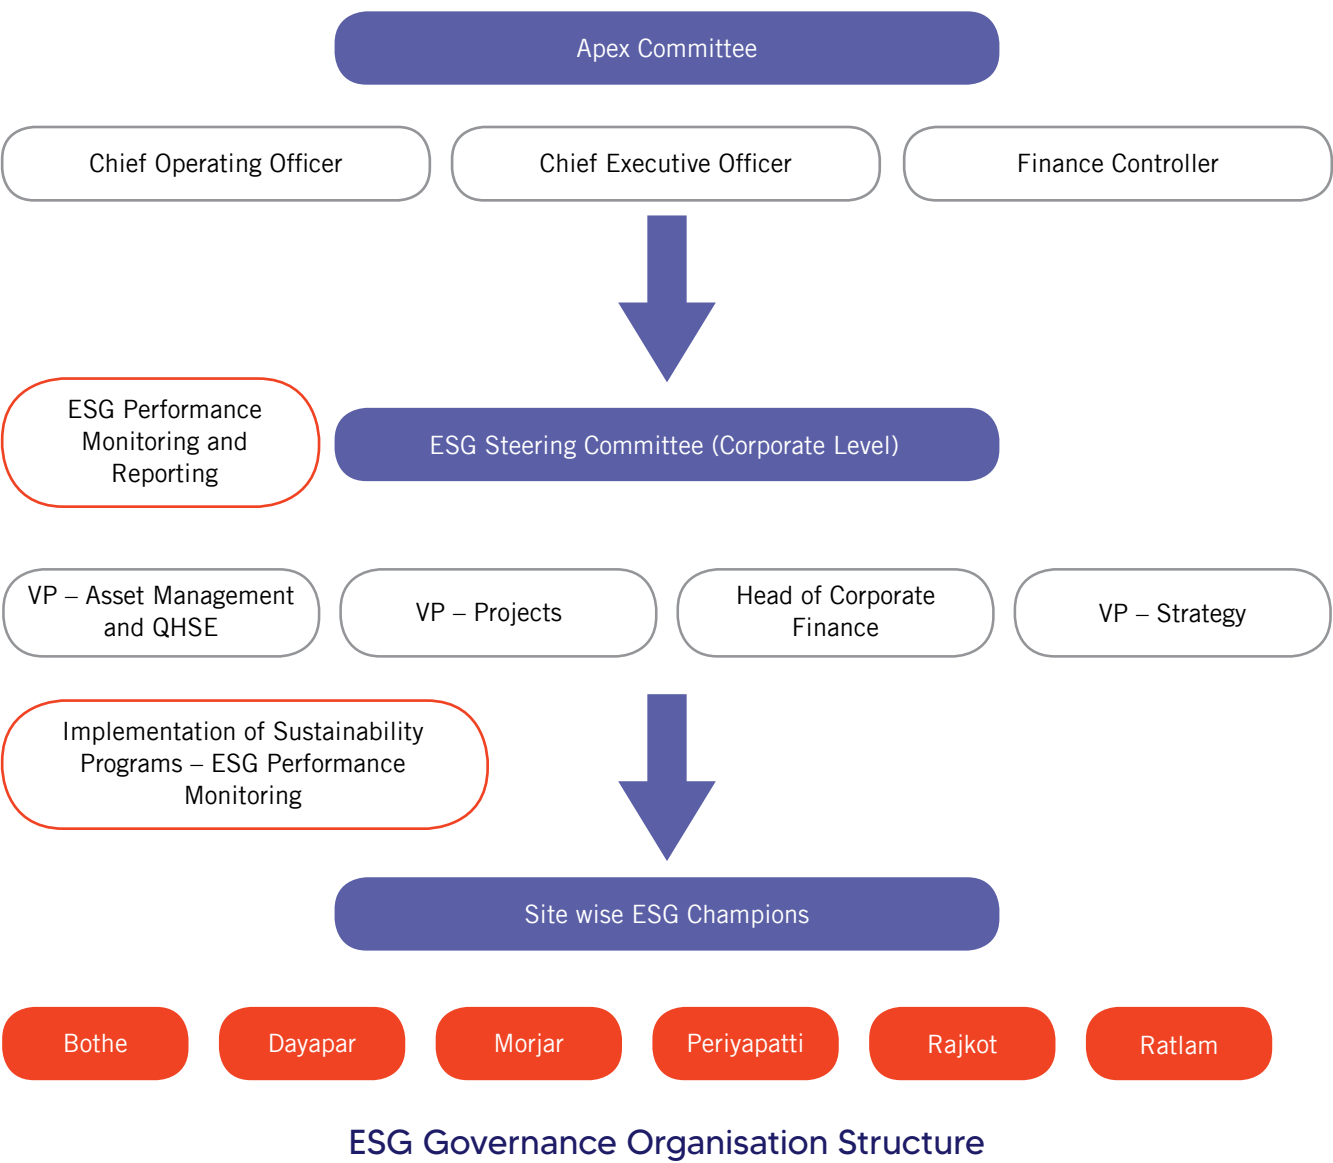 Apex Committee
Chief Operating Officer
Chief Executive Officer
Finance Controller
ESG Performance
Monitoring and
Reporting
ESG Steering Committee (Corporate Level)
VP – Asset Management
and QHSE
VP – Projects
Head of Corporate
Finance
VP – Strategy
Implementation of Sustainability
Programs – ESG Performance
Monitoring
Site wise ESG Champions
Bothe
Dayapar
Morjar
Periyapatti
Rajkot
Ratlam
ESG Governance Organisation Structure